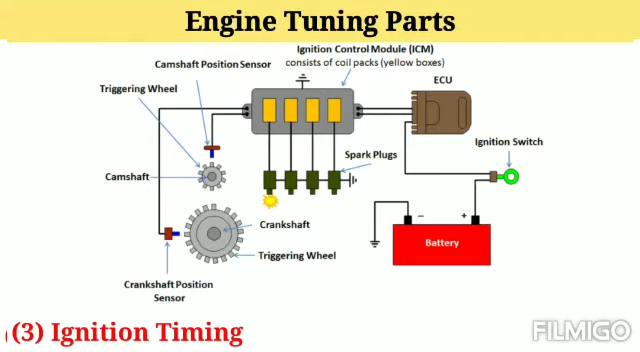 Engine Tuning Parts
Ignition Control Module (ICM)
consists of coil packs (yellow boxes)
Camshaft Position Sensor
ECU
Triggering Wheel
Ignition Switch
Spark Plugs
Camshaft
Crankshaft
– +
Battery
Triggering Wheel
Crankshaft Position
Sensor
(3) Ignition Timing
FILMIGO